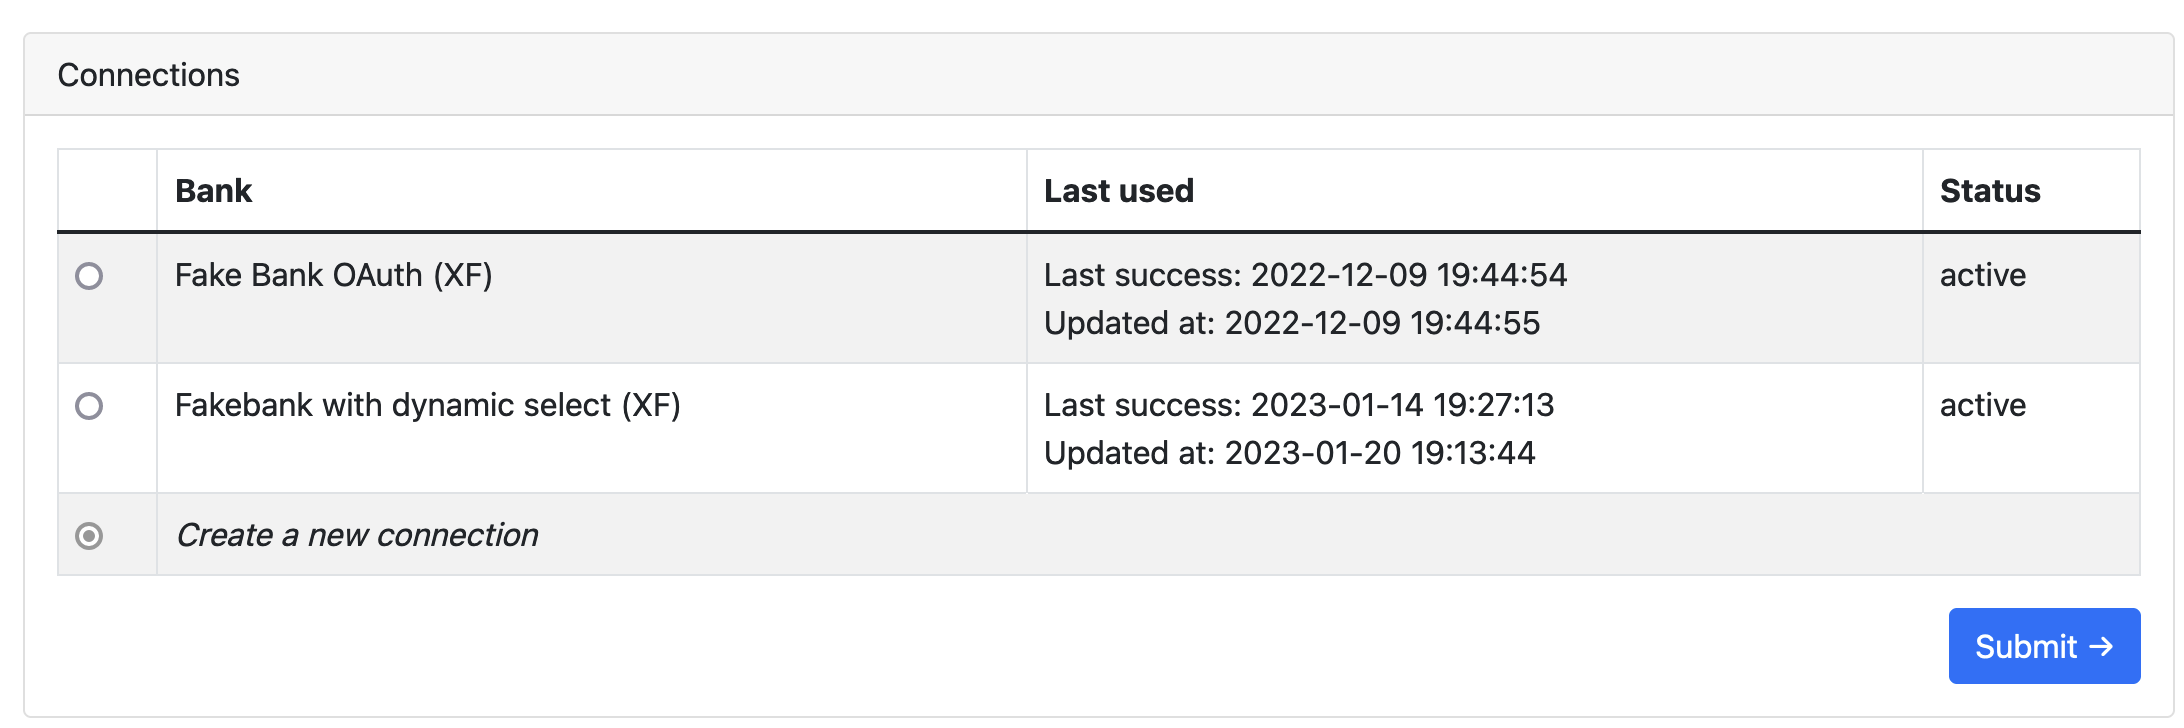 Connections
Bank Last used Status
Fake Bank OAuth (XF) Last success: 2022-12-09 19:44:54 active
Updated at: 2022-12-09 19:44:55
Fakebank with dynamic select (XF) Last success: 2023-01-14 19:27:13 active
Updated at: 2023-01-20 19:13:44
Create a new connection
Submit →